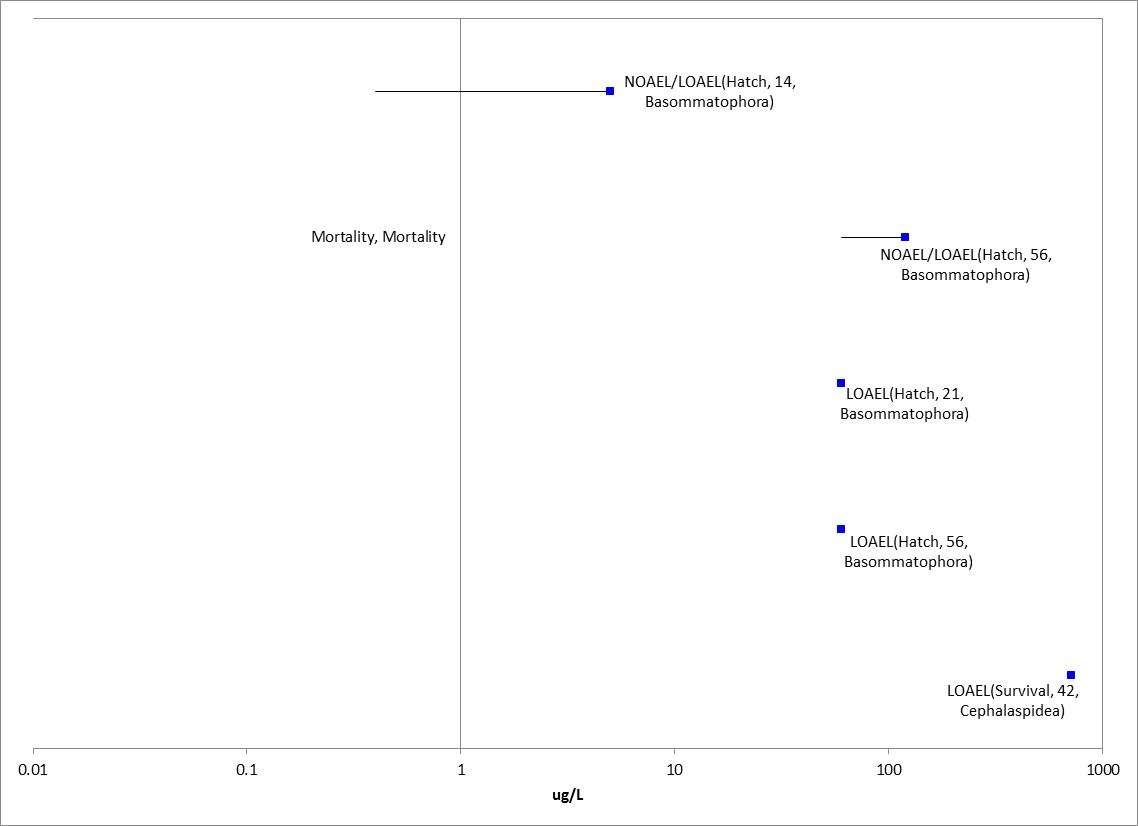 NOAEL/LOAEL(Hatch, 14,
Basommatophora)
Mortality, Mortality
NOAEL/LOAEL(Hatch, 56,
Basommatophora)
LOAEL(Hatch, 21,
Basommatophora)
LOAEL(Hatch, 56,
Basommatophora)
LOAEL(Survival, 42,
Cephalaspidea)
0.01 0.1 1 10 100 1000
ug/L